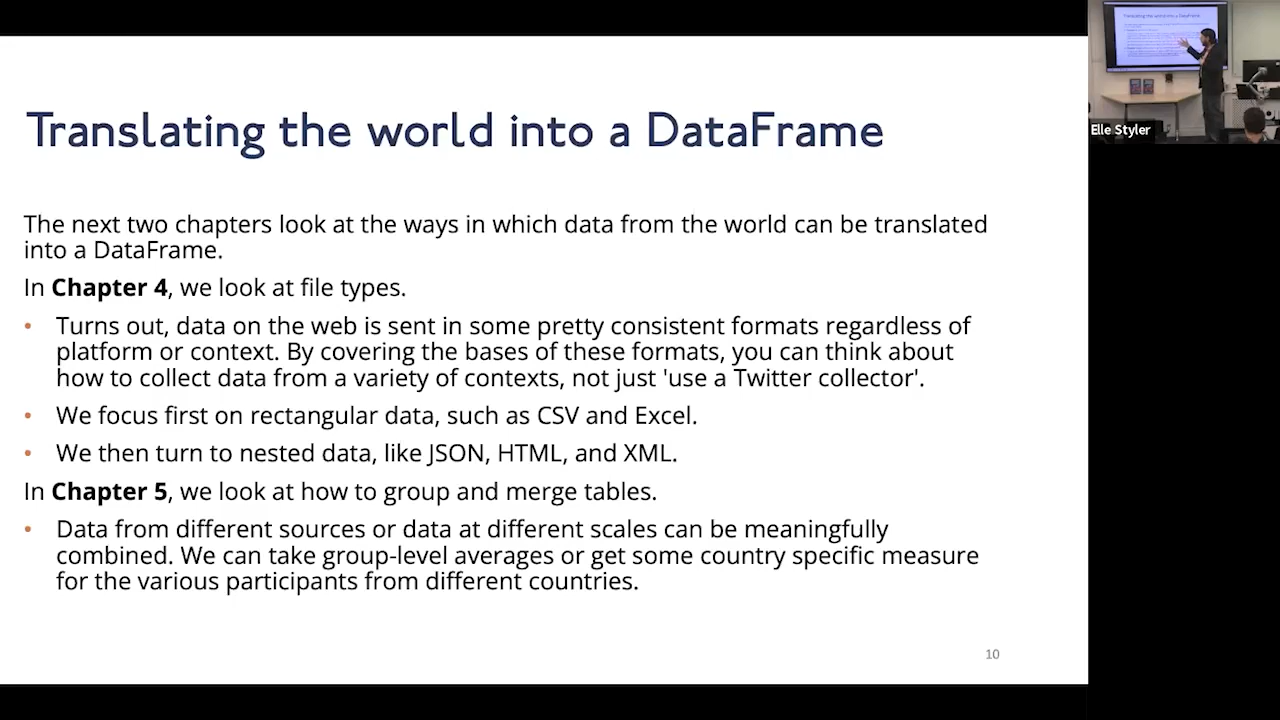 Translating the world into a DataFrame
The next two chapters look at the ways in which data from the world can be translated
into a DataFrame.
In Chapter 4, we look at file types.
• Turns out, data on the web is sent in some pretty consistent formats regardless of
platform or context. By covering the bases of these formats, you can think about
how to collect data from a variety of contexts, not just 'use a Twitter collector'.
• We focus first on rectangular data, such as CSV and Excel.
• We then turn to nested data, like JSON, HTML, and XML.
In Chapter 5, we look at how to group and merge tables.
• Data from different sources or data at different scales can be meaningfully
combined. We can take group-level averages or get some country specific measure
for the various participants from different countries.
10
Translating the world into a DataFrame
Elle Styler